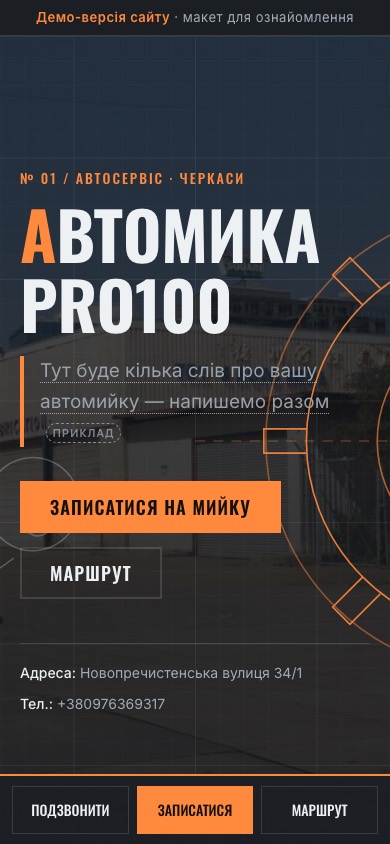 Демо-версія сайту · макет для ознайомлення
№ 01 / АВТОСЕРВІС · ЧЕРКАСИ
АВТОМИКА
PRO100
Тут буде кілька слів про вашу
автомийку — напишемо разом
ПРИКЛАД
ЗАПИСАТИСЯ НА МИЙКУ
МАРШРУТ
Адреса: Новопречистенська вулиця 34/1
Тел.: +380976369317
ПОДЗВОНИТИ
ЗАПИСАТИСЯ
МАРШРУТ